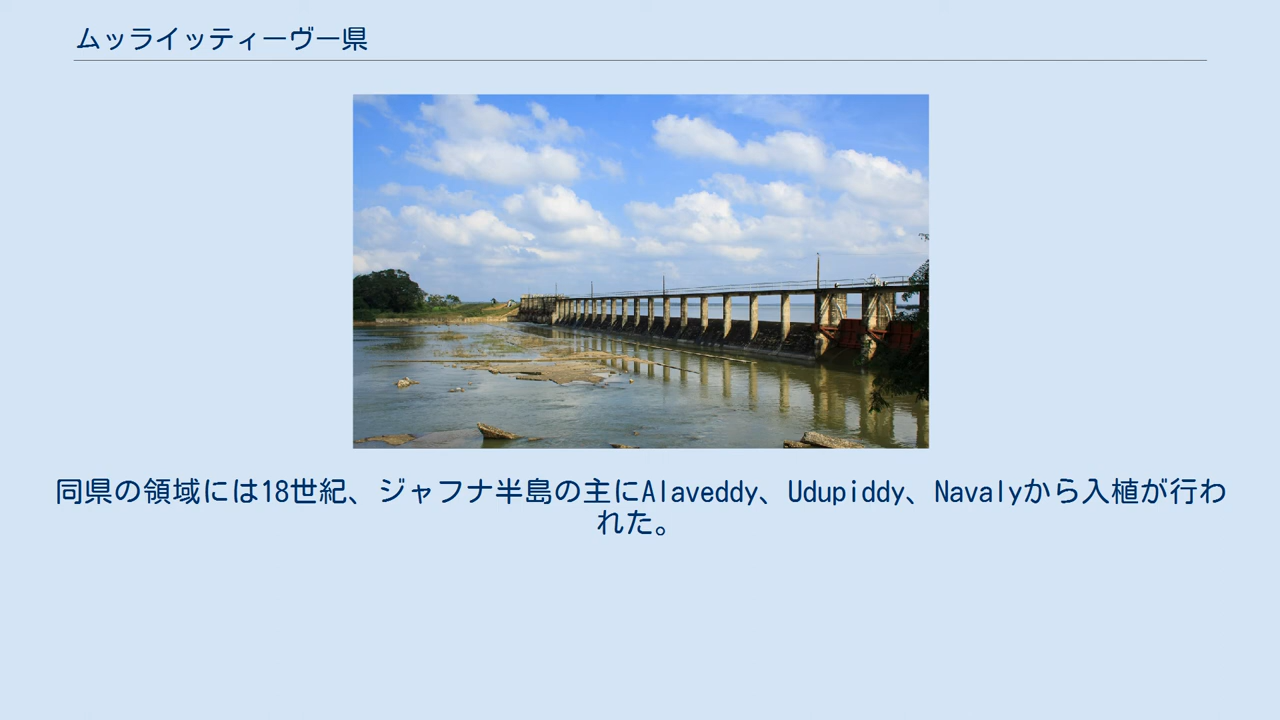 ムッライッティーヴー県
同県の領域には18世紀、ジャフナ半島の主にAlaveddy、Udupiddy、Navalyから入植が行わ
れた。